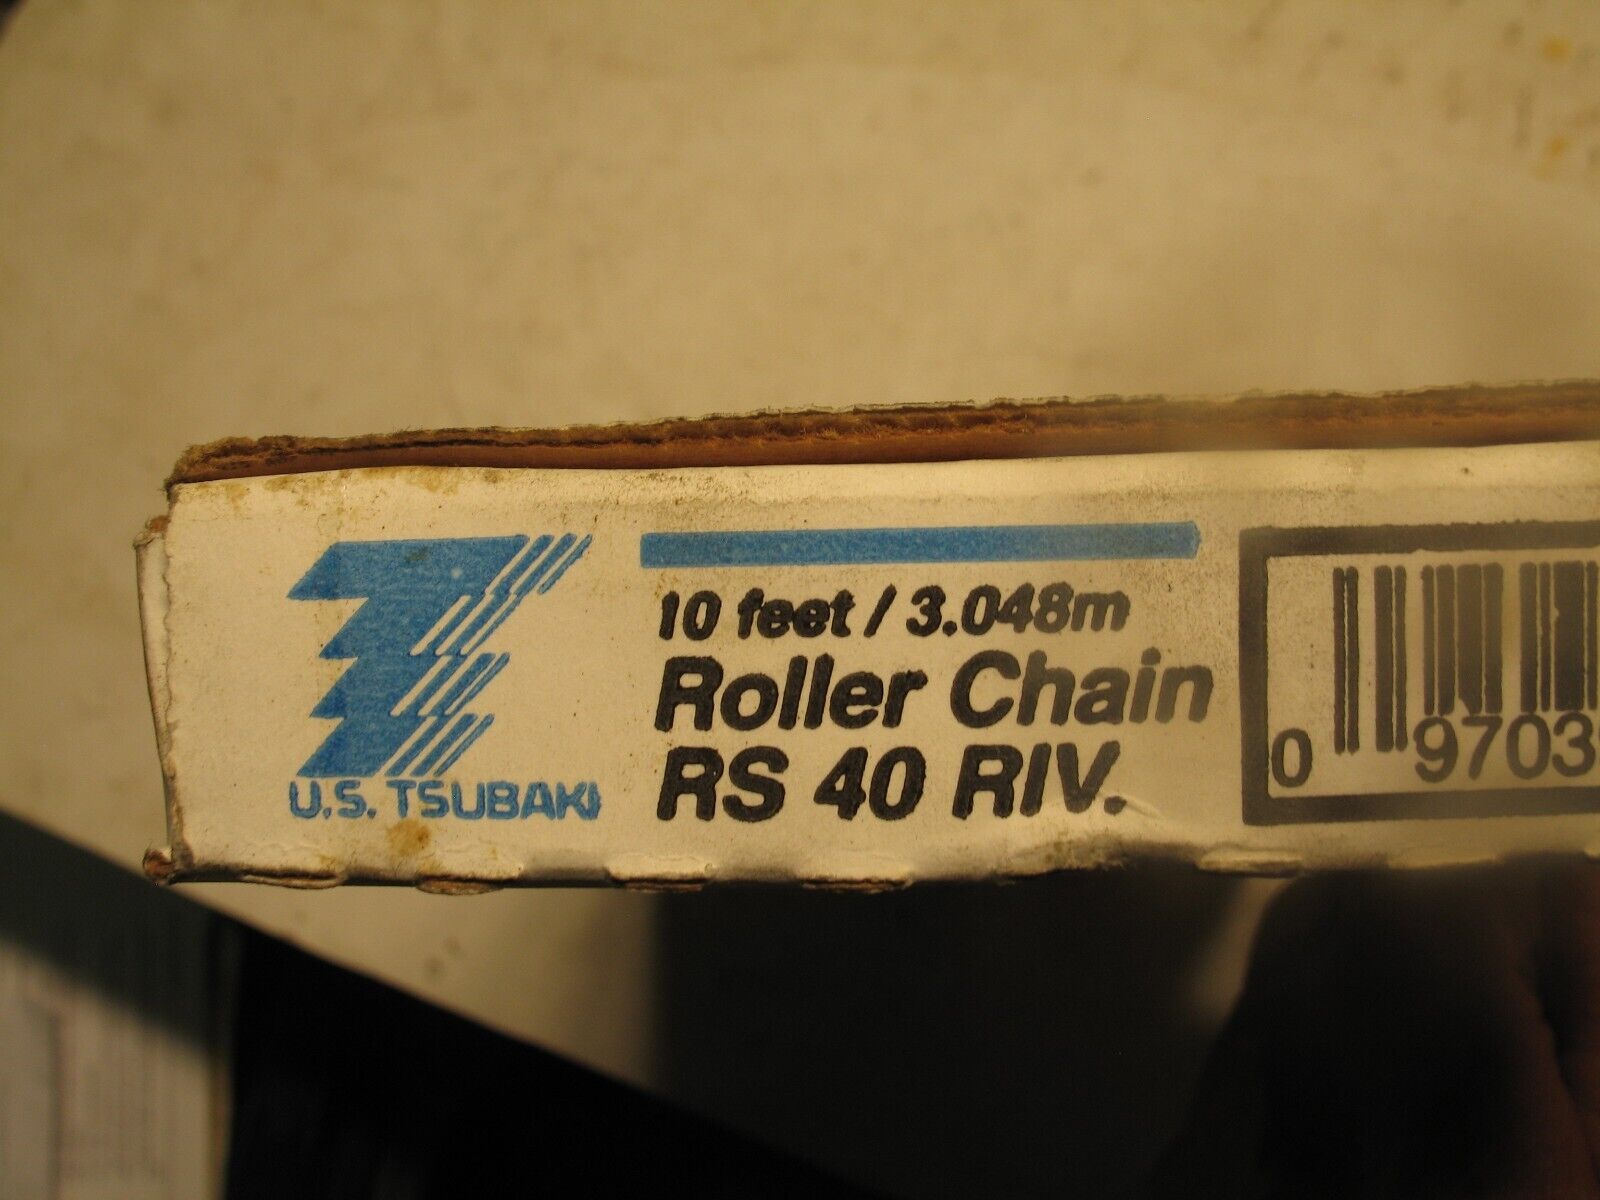 U.S. TSUBAKI
10 feet / 3.048m
Roller Chain
RS 40 RIV.
0 9703